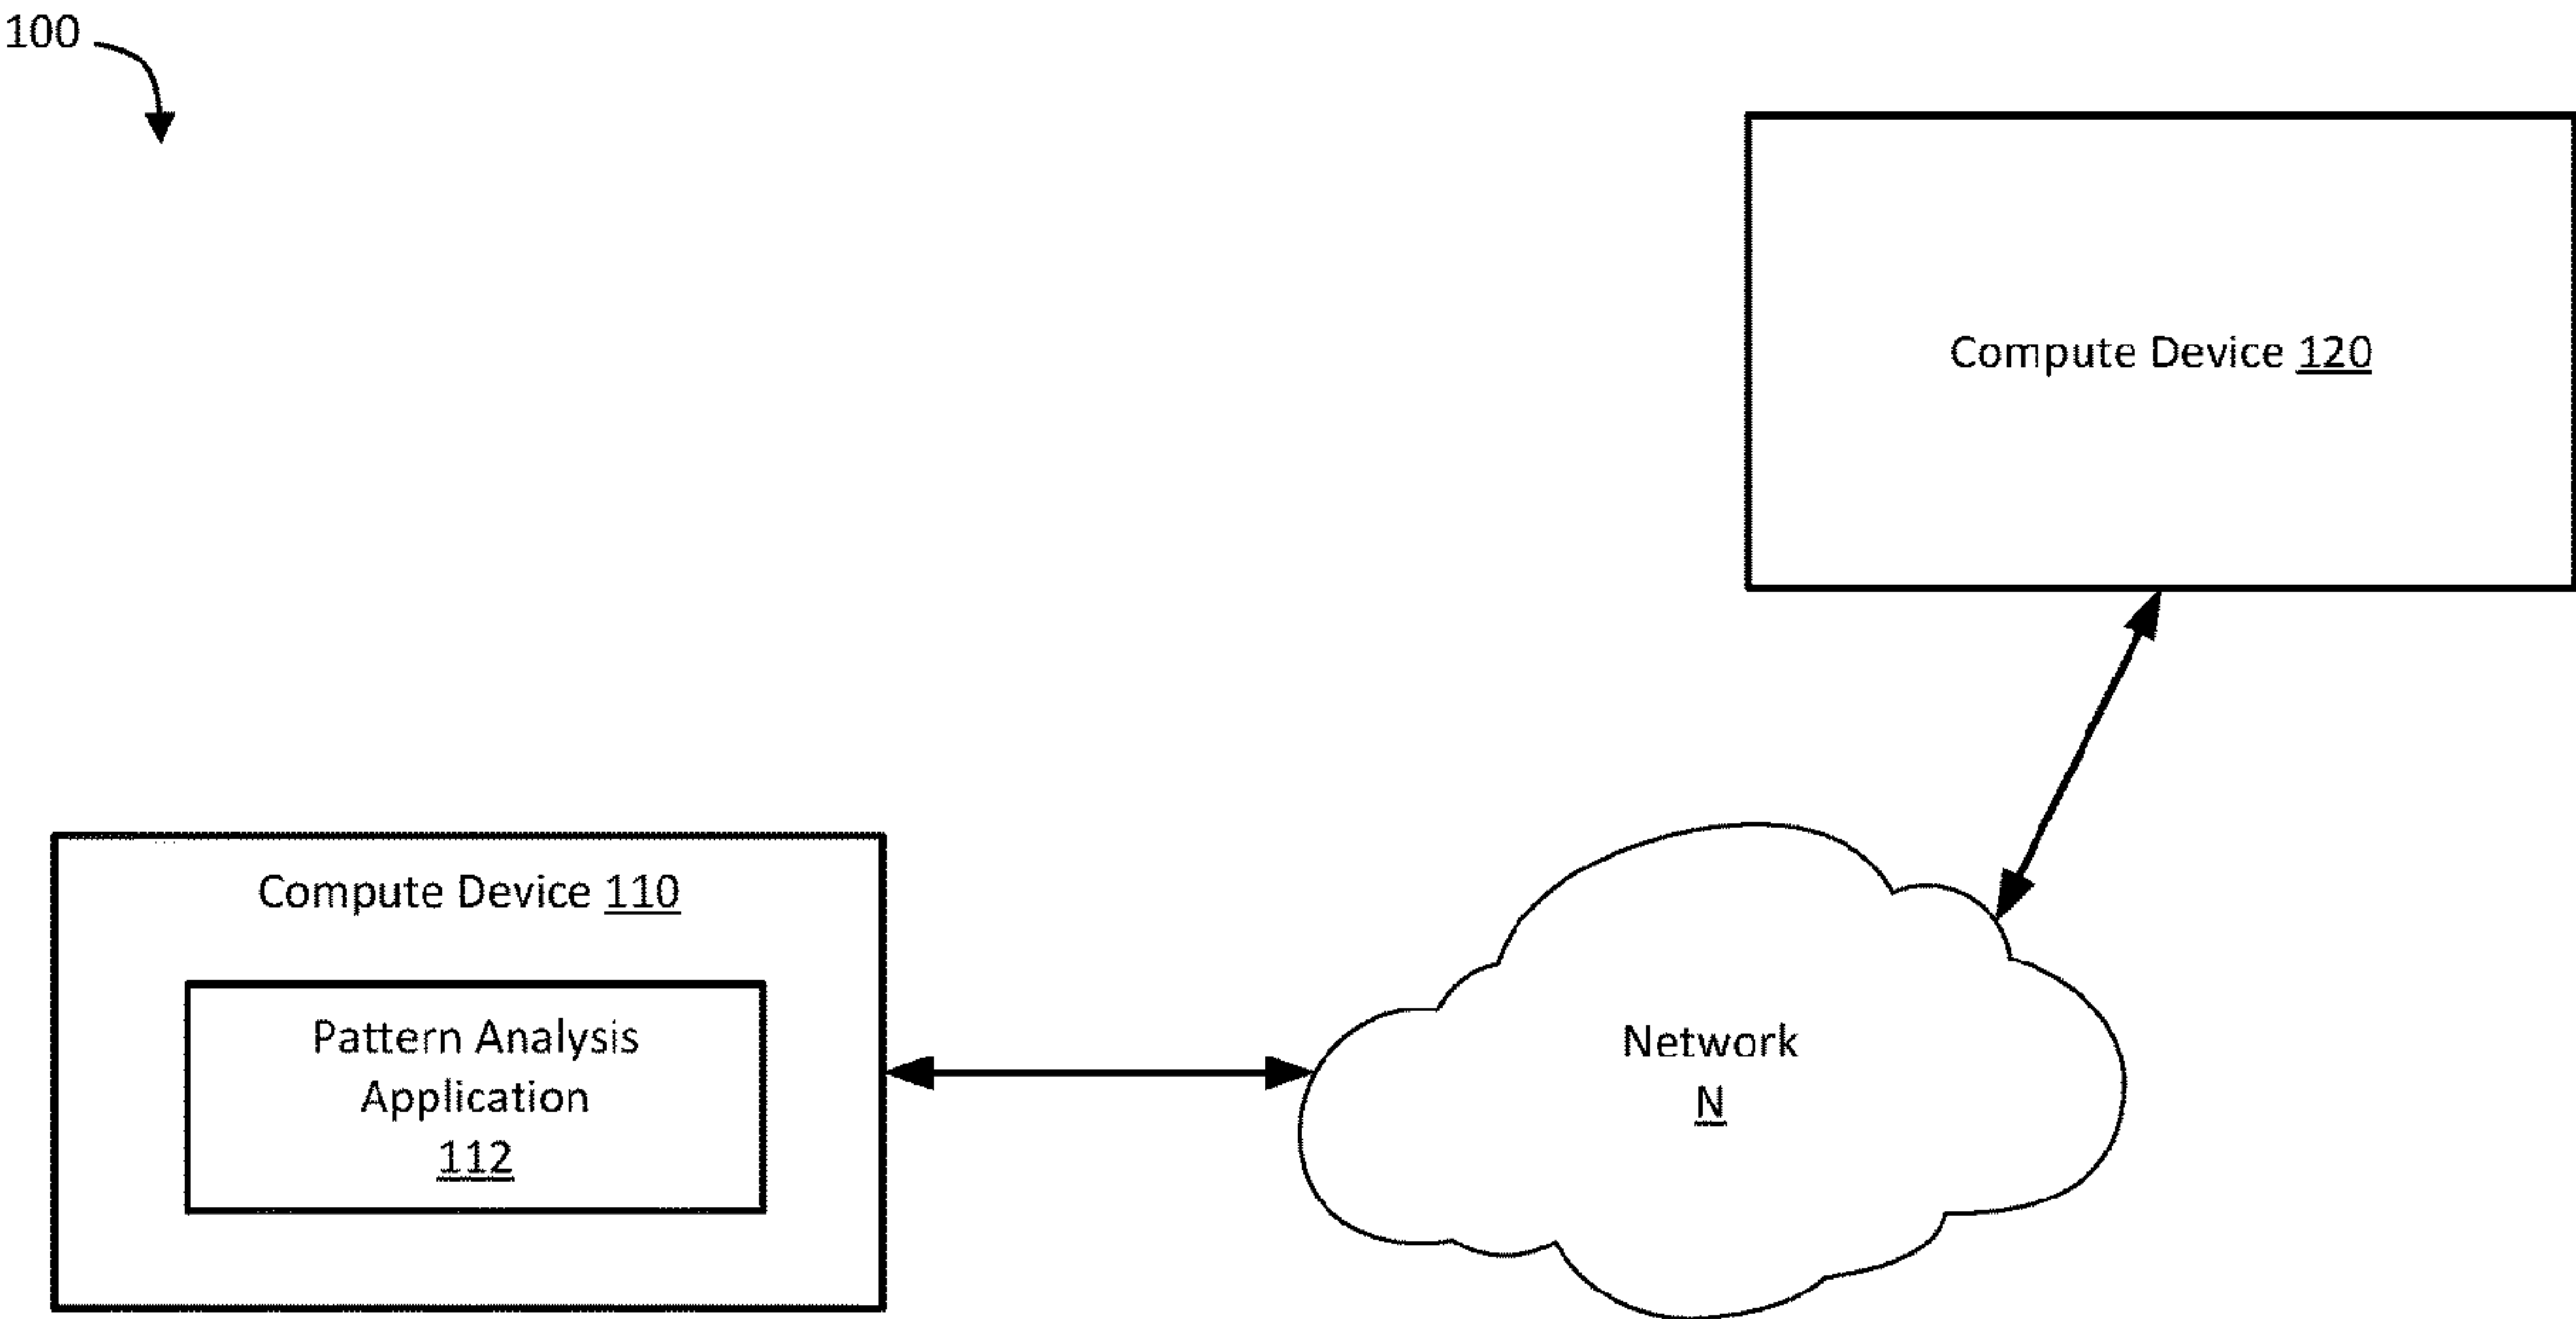 100
Compute Device 120
Compute Device 110
Pattern Analysis
Application
112
Network
N